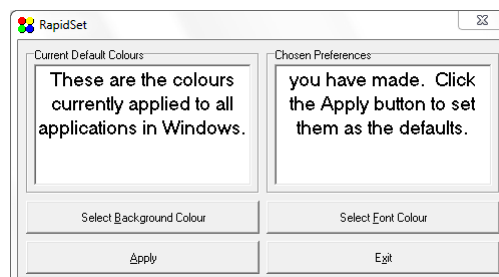 RapidSet
Current Default Colours
These are the colours
currently applied to all
applications in Windows.
Chosen Preferences
you have made. Click
the Apply button to set
them as the defaults.
Select Background Colour
Select Font Colour
Apply
Exit